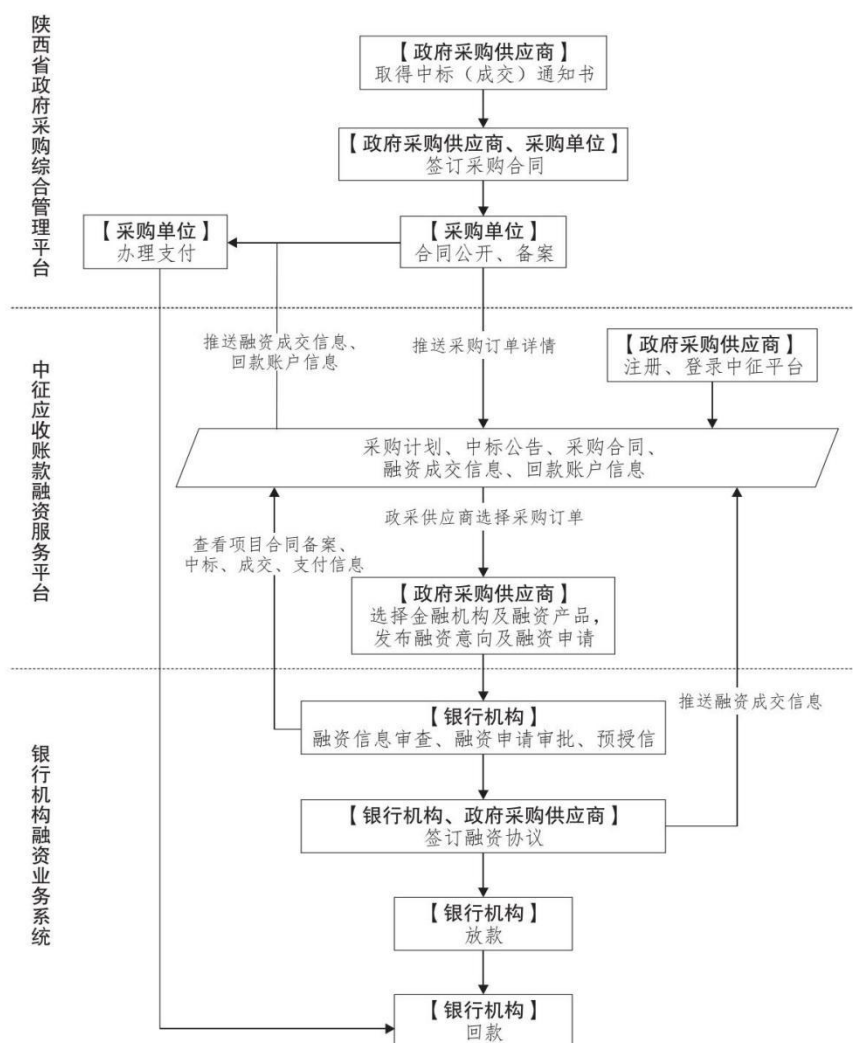 陕西省政府采购综合管理平台
【政府采购供应商】
取得中标（成交）通知书
【政府采购供应商、采购单位】
签订采购合同
【采购单位】
办理支付
【采购单位】
合同公开、备案
中征应收账款融资服务平台
推送融资成交信息、
回款账户信息
推送采购订单详情
【政府采购供应商】
注册、登录中征平台
采购计划、中标公告、采购合同、
融资成交信息、回款账户信息
政采供应商选择采购订单
查看项目合同备案、
中标、成交、支付信息
【政府采购供应商】
选择金融机构及融资产品，
发布融资意向及融资申请
银行机构融资业务系统
【银行机构】
融资信息审查、融资申请审批、预授信
推送融资成交信息
【银行机构、政府采购供应商】
签订融资协议
【银行机构】
放款
【银行机构】
回款